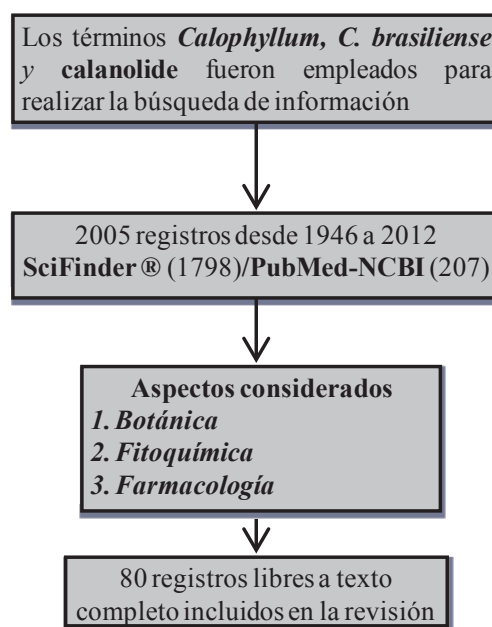 Los términos Calophyllum, C. brasiliense
y calanolide fueron empleados para
realizar la búsqueda de información
2005 registros desde 1946 a 2012
SciFinder ® (1798)/PubMed-NCBI (207)
Aspectos considerados
1. Botánica
2. Fitoquímica
3. Farmacología
80 registros libres a texto
completo incluidos en la revisión